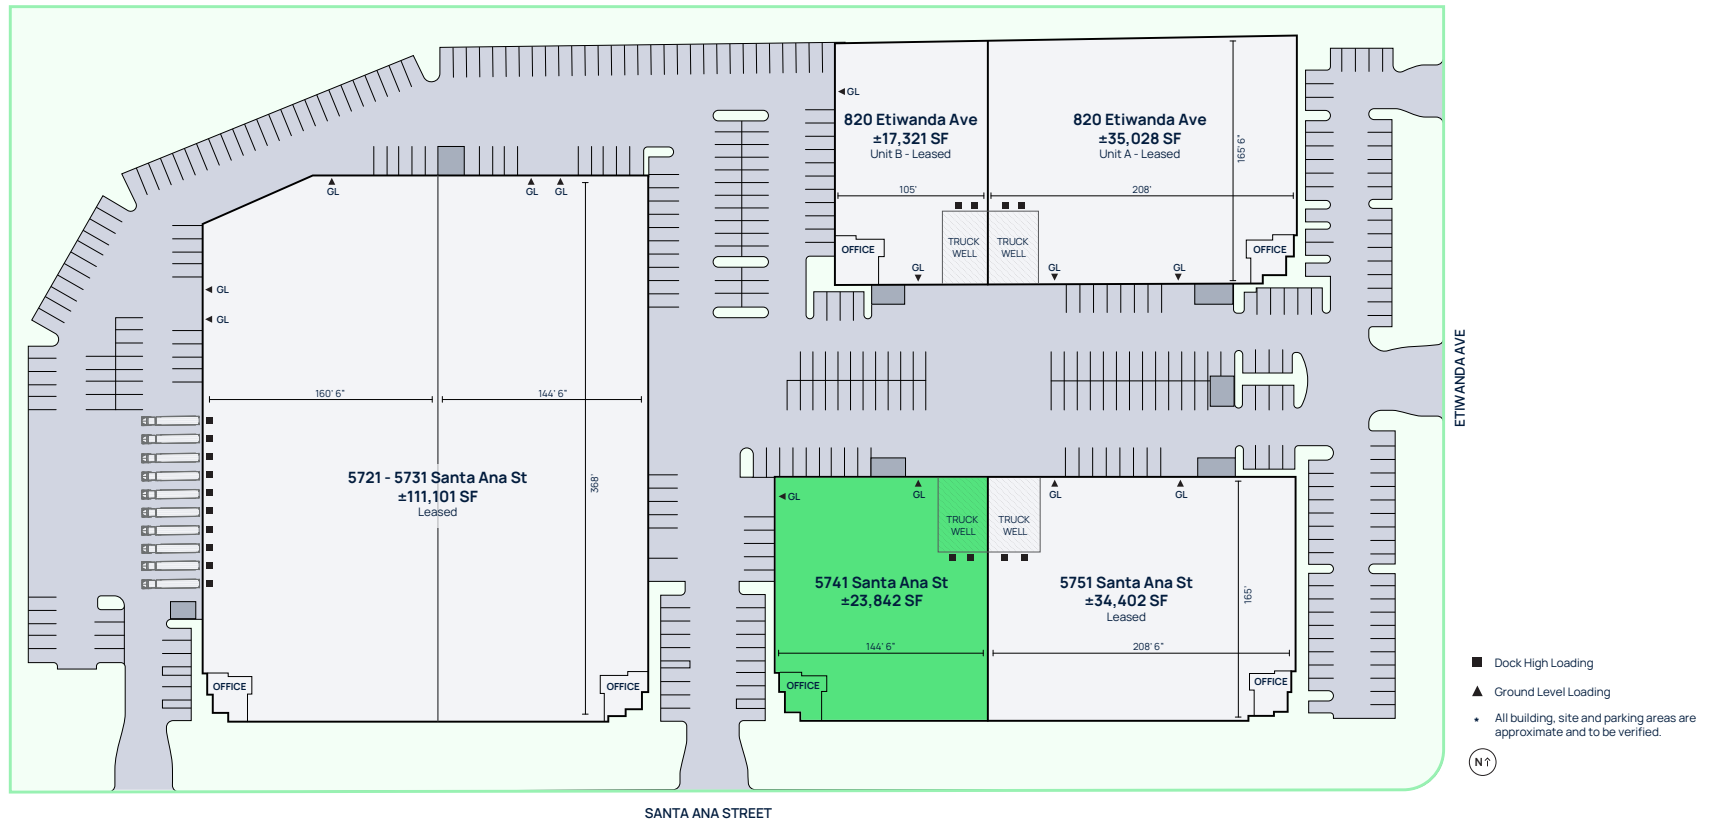 GL
820 Etiwanda Ave
±17,321 SF
Unit B - Leased
105'
820 Etiwanda Ave
±35,028 SF
Unit A - Leased
208'
165' 6"
TRUCK
WELL
TRUCK
WELL
OFFICE
OFFICE
GL
GL
GL
GL
GL
GL
GL
GL
160' 6"
144' 6"
368'
5721 - 5731 Santa Ana St
±111,101 SF
Leased
OFFICE
OFFICE
GL
GL
TRUCK
WELL
TRUCK
WELL
GL
GL
5741 Santa Ana St
±23,842 SF
144' 6"
OFFICE
5751 Santa Ana St
±34,402 SF
Leased
165'
208' 6"
OFFICE
ETIWANDA AVE
Dock High Loading
Ground Level Loading
* All building, site and parking areas are
approximate and to be verified.
N↑
SANTA ANA STREET